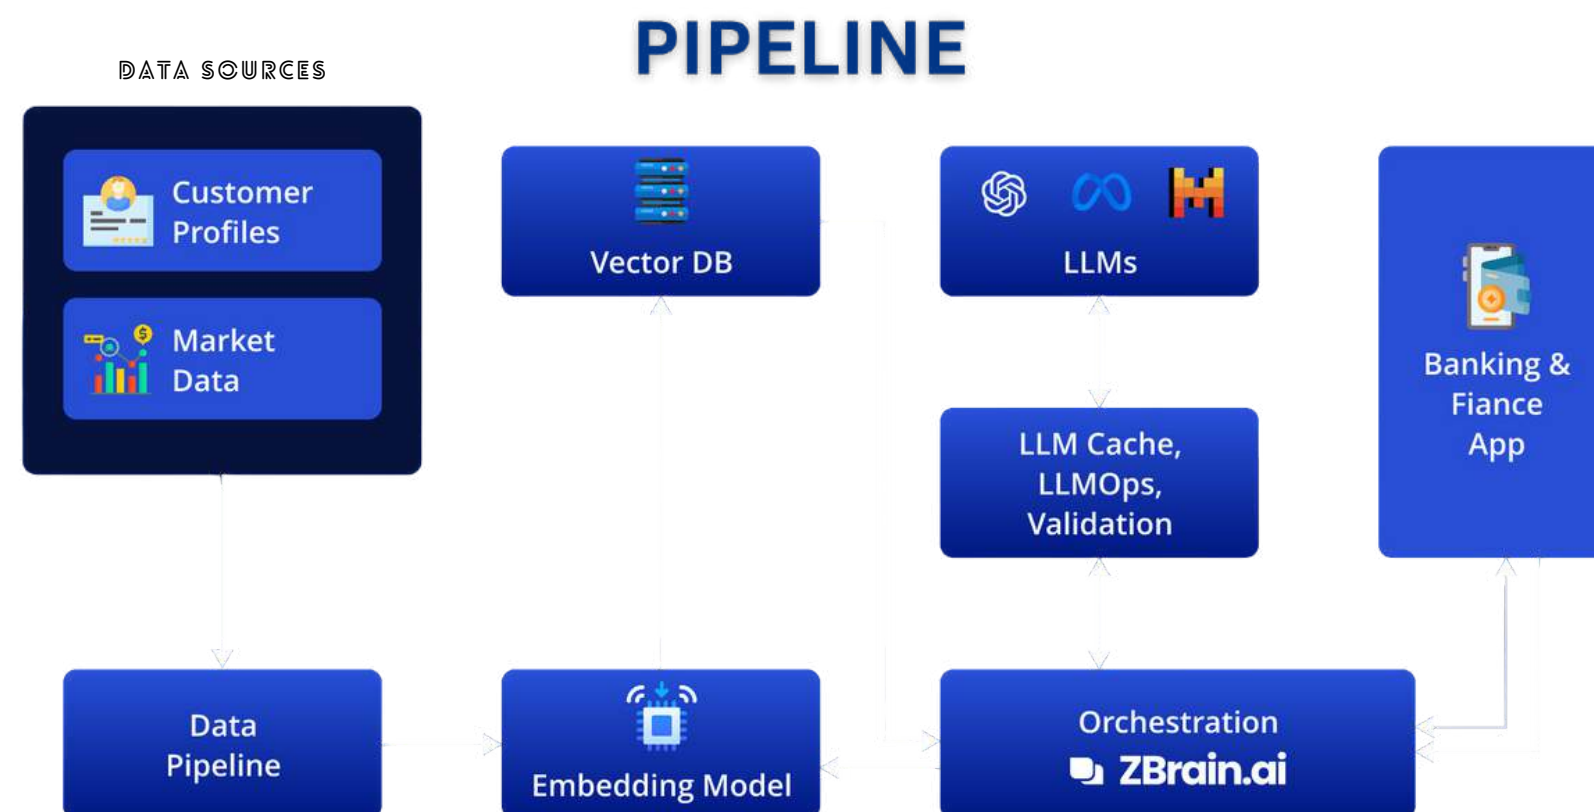 PIPELINE
DATA SOURCES
Customer
Profiles
Market
Data
Vector DB
LLMs
LLM Cache,
LLMOps,
Validation
Banking &
Fiance
App
Data
Pipeline
Embedding Model
Orchestration
ZBrain.ai